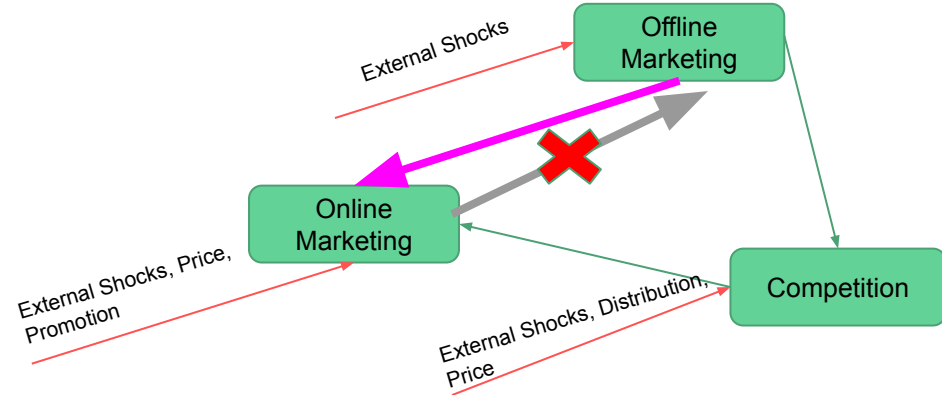 External Shocks
Offline
Marketing
Online
Marketing
External Shocks, Price,
Promotion
Competition
External Shocks, Distribution,
Price